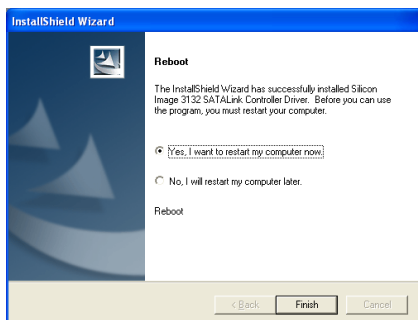 InstallShield Wizard
Reboot
The InstallShield Wizard has successfully installed Silicon
Image 3132 SATALink Controller Driver. Before you can use
the program, you must restart your computer.
Yes, I want to restart my computer now.
No, I will restart my computer later.
Reboot
< Back Finish Cancel